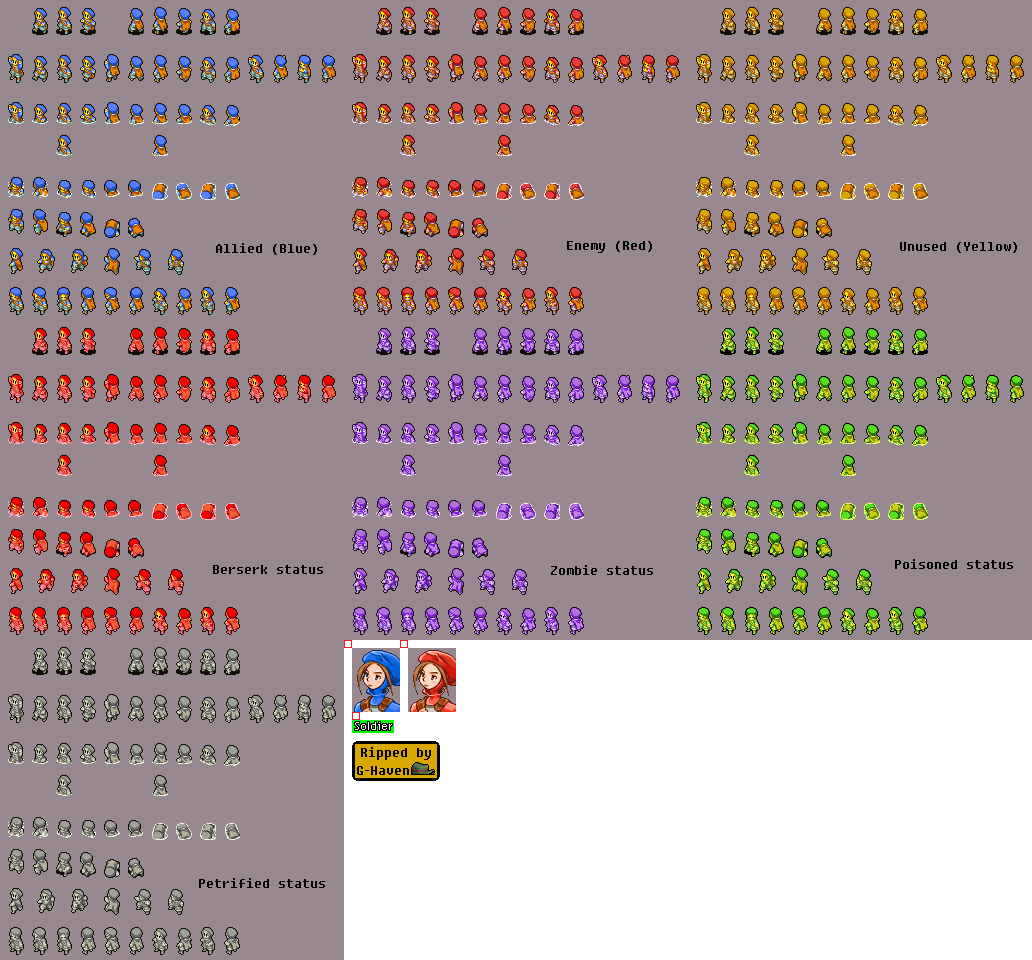 Allied (Blue)
Enemy (Red)
Unused (Yellow)
Berserk status
Zombie status
Poisoned status
Petrified status
Soldier
Ripped by
G-Haven